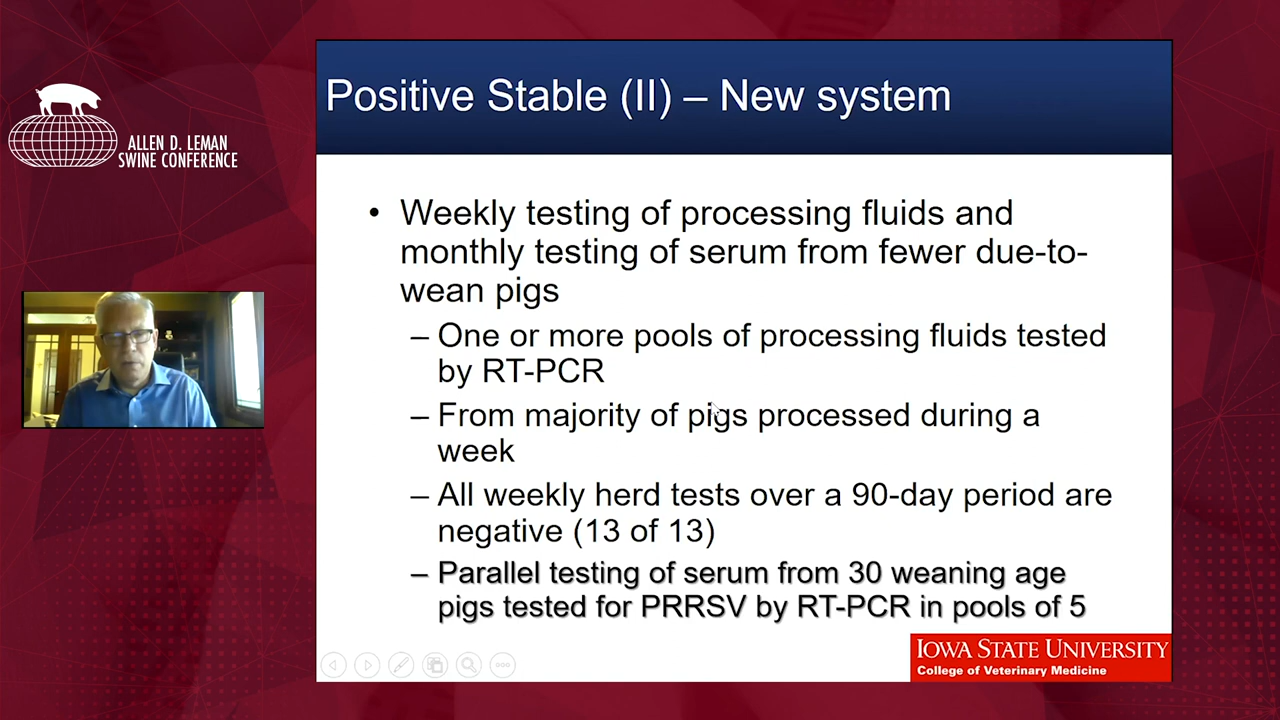 ALLEN D. LEMAN
SWINE CONFERENCE
Positive Stable (II) – New system
• Weekly testing of processing fluids and
monthly testing of serum from fewer due-to-
wean pigs
– One or more pools of processing fluids tested
by RT-PCR
– From majority of pigs processed during a
week
– All weekly herd tests over a 90-day period are
negative (13 of 13)
– Parallel testing of serum from 30 weaning age
pigs tested for PRRSV by RT-PCR in pools of 5
IOWA STATE UNIVERSITY
College of Veterinary Medicine